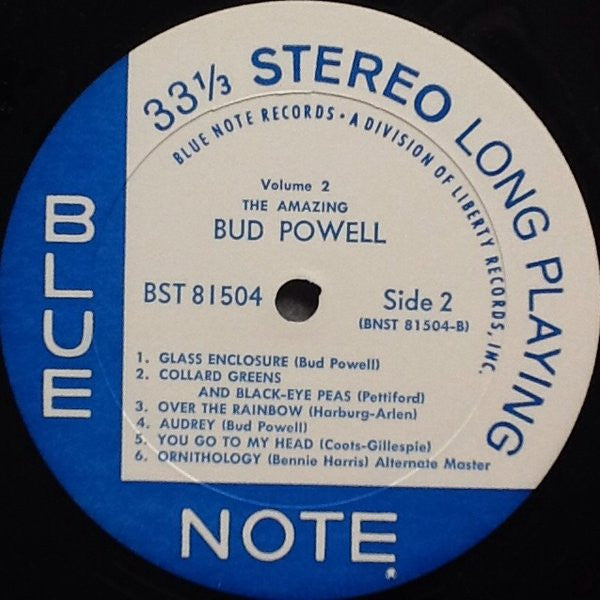 33⅓ STEREO LONG PLAYING
BLUE NOTE RECORDS • A DIVISION OF LIBERTY RECORDS, INC.
Volume 2
THE AMAZING
BUD POWELL
BST 81504
Side 2
(BNST 81504-B)
1. GLASS ENCLOSURE (Bud Powell)
2. COLLARD GREENS
AND BLACK-EYE PEAS (Pettiford)
3. OVER THE RAINBOW (Harburg-Arlen)
4. AUDREY (Bud Powell)
5. YOU GO TO MY HEAD (Coots-Gillespie)
6. ORNITHOLOGY (Bennie Harris) Alternate Master
BLUE
NOTE®